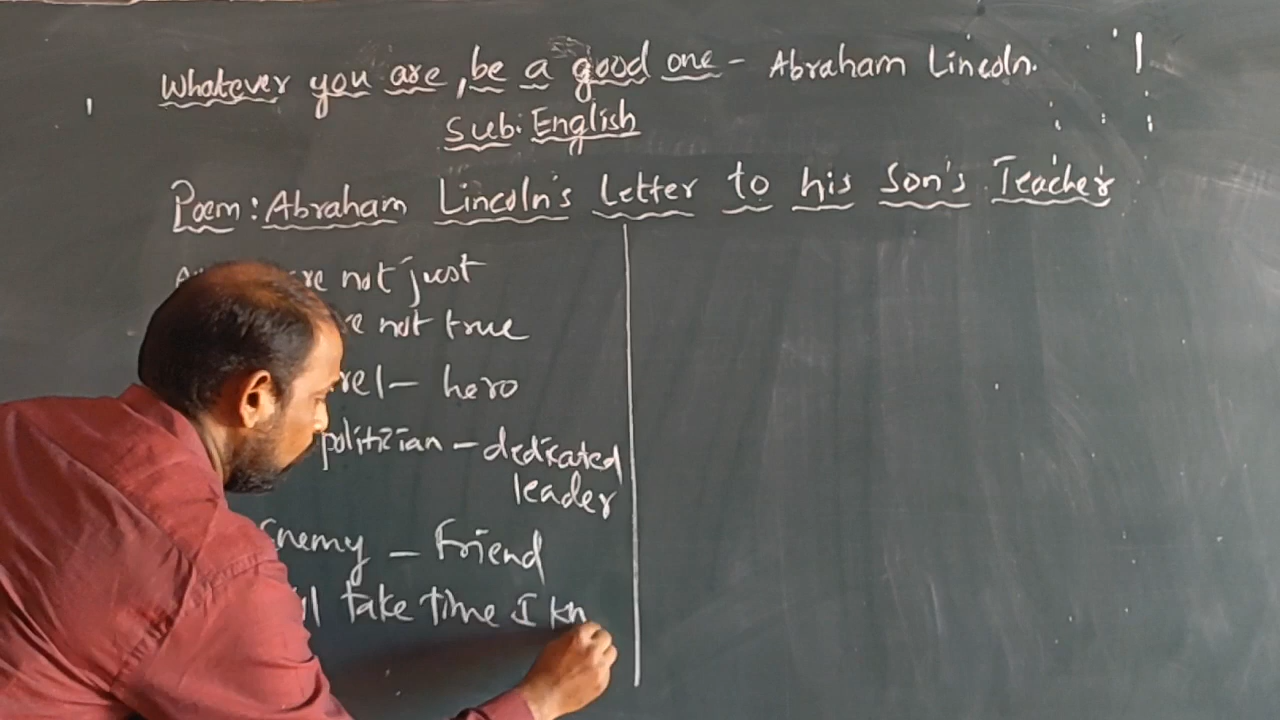 Whatever you are, be a good one - Abraham Lincoln.
Sub: English
Poem: Abraham Lincoln's letter to his Son's Teacher
not just
not true
hero
politician - dedicated
leader
Enemy - Friend
take time I kn